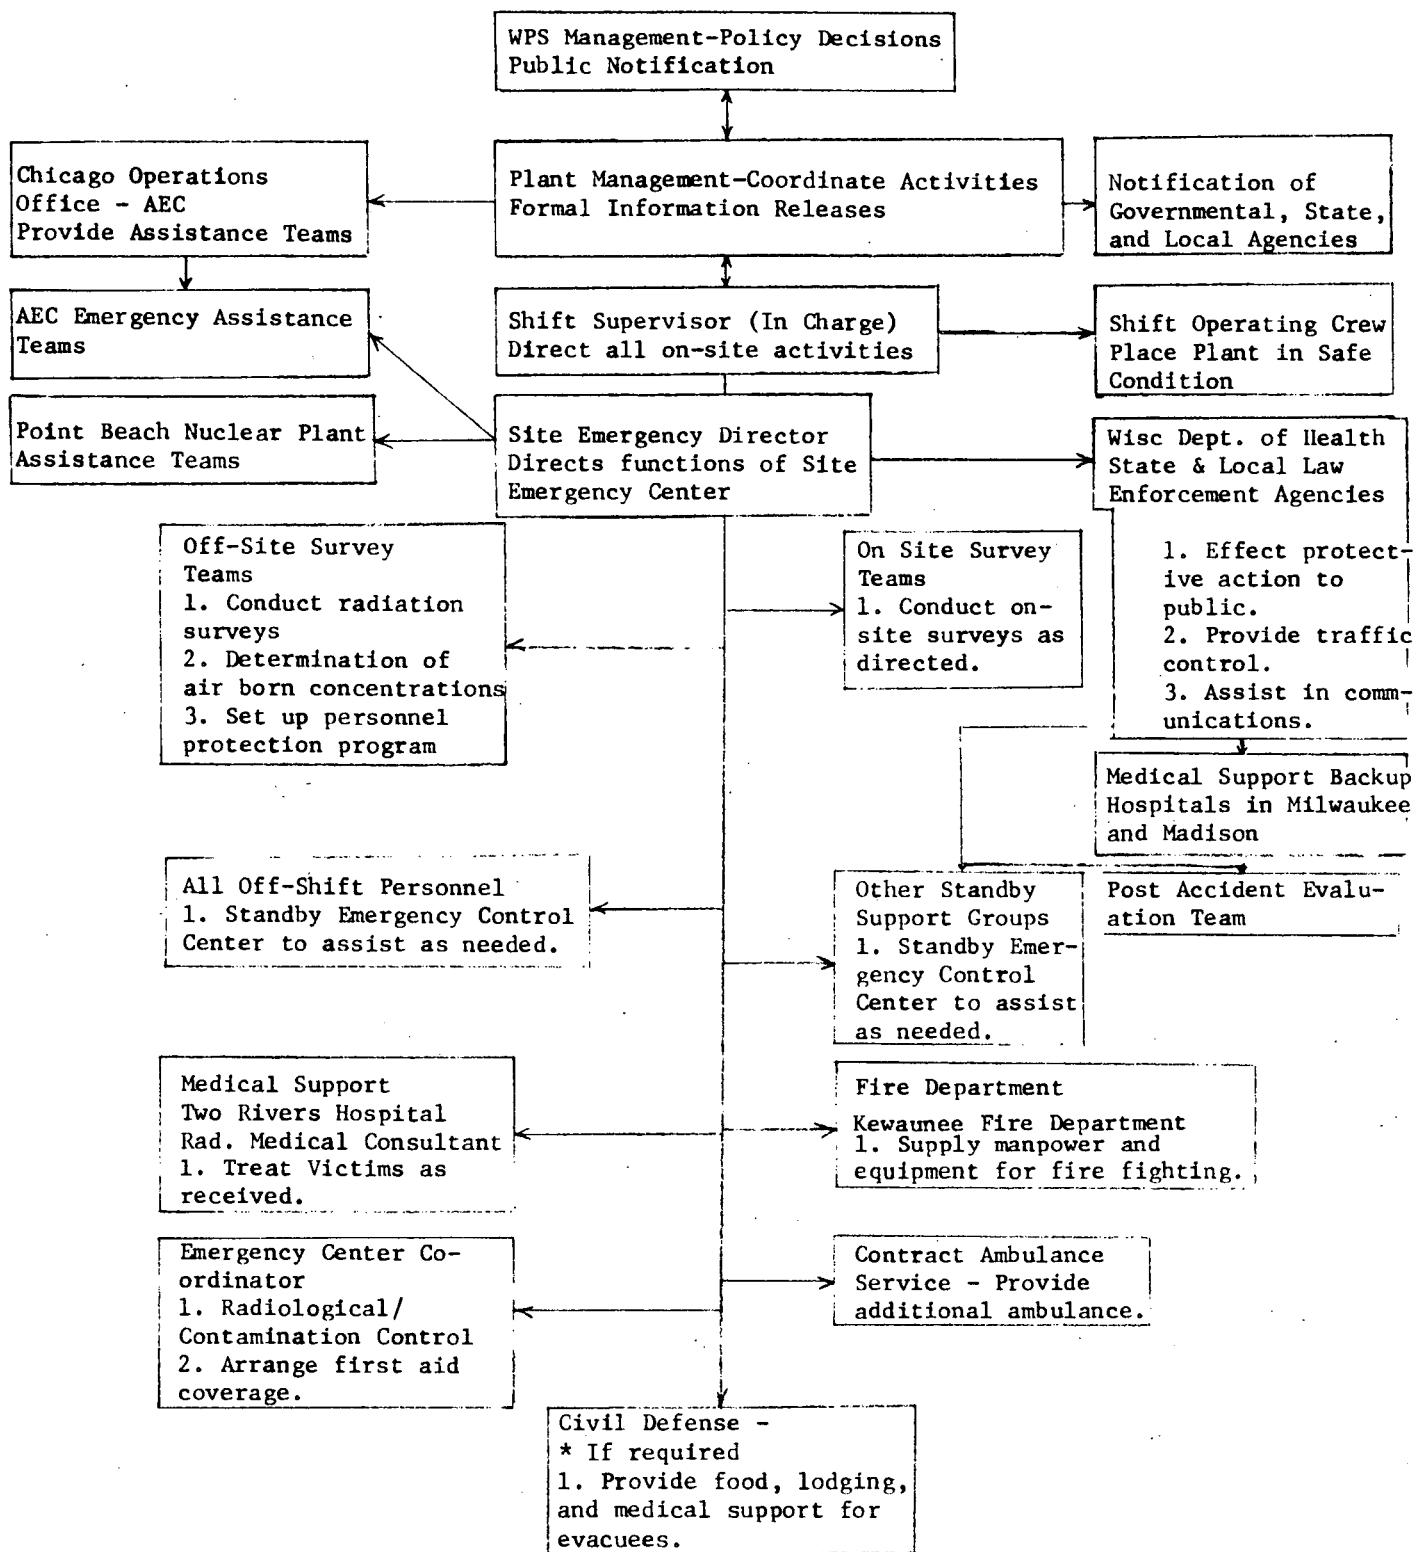 WPS Management-Policy Decisions
Public Notification
Chicago Operations
Office - AEC
Provide Assistance Teams
Plant Management-Coordinate Activities
Formal Information Releases
Notification of
Governmental, State,
and Local Agencies
AEC Emergency Assistance
Teams
Shift Supervisor (In Charge)
Direct all on-site activities
Shift Operating Crew
Place Plant in Safe
Condition
Point Beach Nuclear Plant
Assistance Teams
Site Emergency Director
Directs functions of Site
Emergency Center
Wisc Dept. of Health
State & Local Law
Enforcement Agencies
1. Effect protect-
ive action to
public.
2. Provide traffic
control.
3. Assist in comm-
unications.
Off-Site Survey
Teams
1. Conduct radiation
surveys
2. Determination of
air born concentrations
3. Set up personnel
protection program
On Site Survey
Teams
1. Conduct on-
site surveys as
directed.
Medical Support Backup
Hospitals in Milwaukee
and Madison
All Off-Shift Personnel
1. Standby Emergency Control
Center to assist as needed.
Other Standby
Support Groups
1. Standby Emer-
gency Control
Center to assist
as needed.
Post Accident Evalu-
ation Team
Medical Support
Two Rivers Hospital
Rad. Medical Consultant
1. Treat Victims as
received.
Fire Department
Kewaunee Fire Department
1. Supply manpower and
equipment for fire fighting.
Emergency Center Co-
ordinator
1. Radiological/
Contamination Control
2. Arrange first aid
coverage.
Contract Ambulance
Service - Provide
additional ambulance.
Civil Defense -
* If required
1. Provide food, lodging,
and medical support for
evacuees.